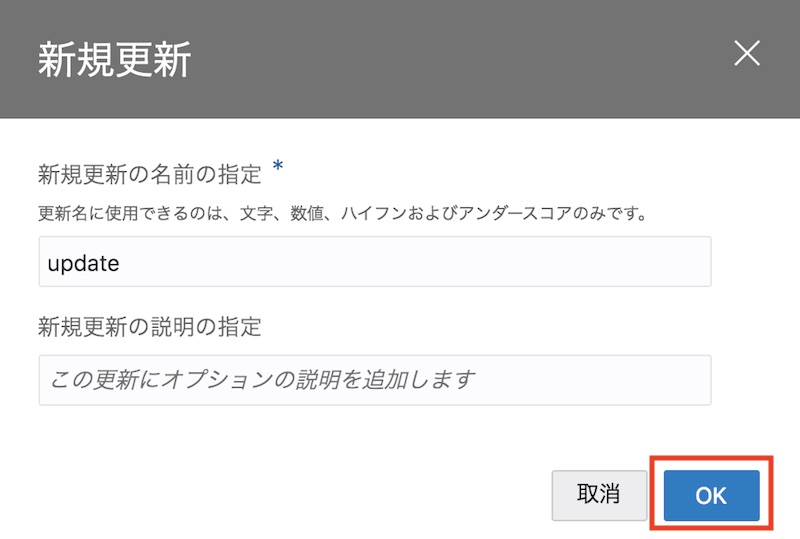 新規更新
新規更新の名前の指定 *
更新名に使用できるのは、文字、数値、ハイフンおよびアンダースコアのみです。
update
新規更新の説明の指定
この更新にオプションの説明を追加します
取消
OK